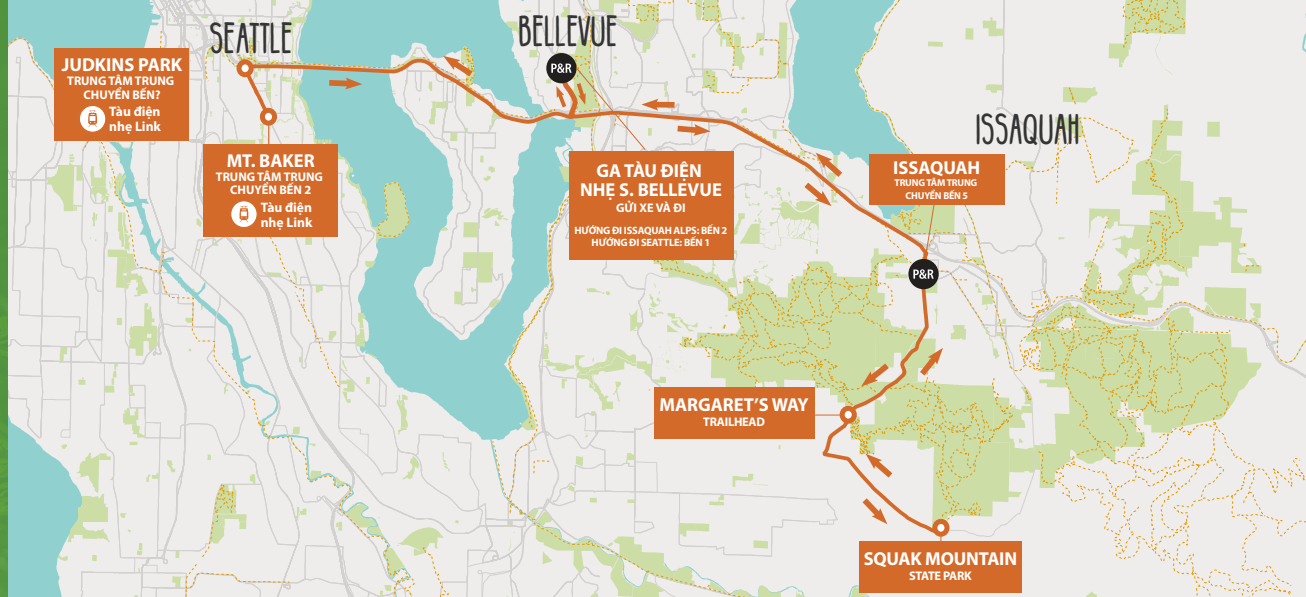 SEATTLE
BELLEVUE
ISSAQUAH
JUDKINS PARK
TRUNG TÂM TRUNG
CHUYỂN BẾN?
Tàu điện
nhẹ Link
MT. BAKER
TRUNG TÂM TRUNG
CHUYỂN BẾN 2
Tàu điện
nhẹ Link
P&R
GA TÀU ĐIỆN
NHẸ S. BELLEVUE
GỬI XE VÀ ĐI
HƯỚNG ĐI ISSAQUAH ALPS: BẾN 2
HƯỚNG ĐI SEATTLE: BẾN 1
ISSAQUAH
TRUNG TÂM TRUNG
CHUYỂN BẾN 5
P&R
MARGARET'S WAY
TRAILHEAD
SQUAK MOUNTAIN
STATE PARK